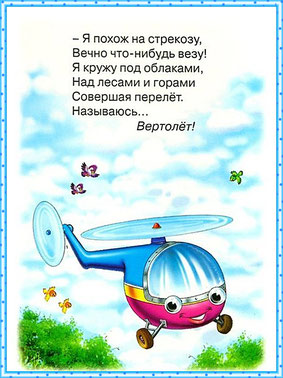 – Я похож на стрекозу,
Вечно что-нибудь везу!
Я кружу под облаками,
Над лесами и горами
Совершая перелёт.
Называюсь...
Вертолёт!